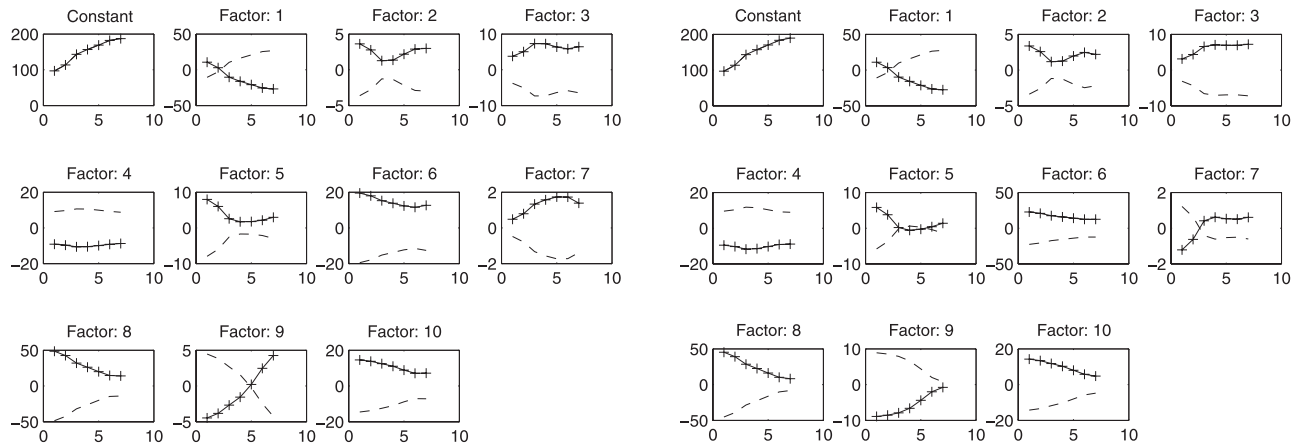 Constant Factor: 1 Factor: 2 Factor: 3 Constant Factor: 1 Factor: 2 Factor: 3
200 50 5 10 200 50 5 10
100 0 0 0 100 0 0 0
0 −50 −5 −10 0 −50 −5 −10
0 5 10 0 5 10 0 5 10 0 5 10 0 5 10 0 5 10 0 5 10 0 5 10
Factor: 4 Factor: 5 Factor: 6 Factor: 7 Factor: 4 Factor: 5 Factor: 6 Factor: 7
20 10 20 2 20 10 50 2
0 0 0 0 0 0 0 0
−20 −10 −20 −2 −20 −10 −50 −2
0 5 10 0 5 10 0 5 10 0 5 10 0 5 10 0 5 10 0 5 10 0 5 10
Factor: 8 Factor: 9 Factor: 10 Factor: 8 Factor: 9 Factor: 10
50 5 20 50 10 20
0 0 0 0 0 0
−50 −5 −20 −50 −10 −20
0 5 10 0 5 10 0 5 10 0 5 10 0 5 10 0 5 10